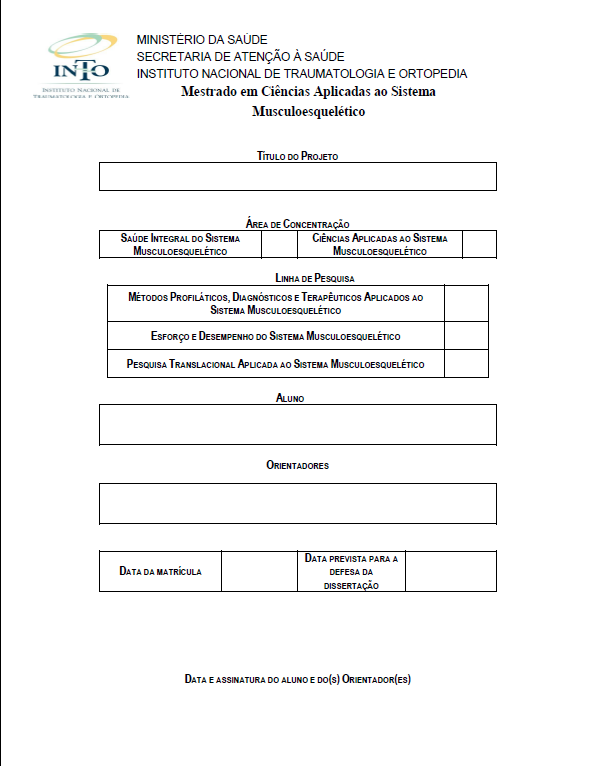 MINISTÉRIO DA SAÚDE
SECRETARIA DE ATENÇÃO À SAÚDE
INSTITUTO NACIONAL DE TRAUMATOLOGIA E ORTOPEDIA
INTO
INSTITUTO NACIONAL DE
TRAUMATOLOGIA E ORTOPEDIA
Mestrado em Ciências Aplicadas ao Sistema
Musculoesquelético
TÍTULO DO PROJETO
ÁREA DE CONCENTRAÇÃO
SAÚDE INTEGRAL DO SISTEMA
MUSCULOESQUELÉTICO
CIÊNCIAS APLICADAS AO SISTEMA
MUSCULOESQUELÉTICO
LINHA DE PESQUISA
MÉTODOS PROFILÁTICOS, DIAGNÓSTICOS E TERAPÊUTICOS APLICADOS AO
SISTEMA MUSCULOESQUELÉTICO
ESFORÇO E DESEMPENHO DO SISTEMA MUSCULOESQUELÉTICO
PESQUISA TRANSLACIONAL APLICADA AO SISTEMA MUSCULOESQUELÉTICO
ALUNO
ORIENTADORES
DATA DA MATRÍCULA
DATA PREVISTA PARA A
DEFESA DA
DISSERTAÇÃO
DATA E ASSINATURA DO ALUNO E DO(S) ORIENTADOR(ES)